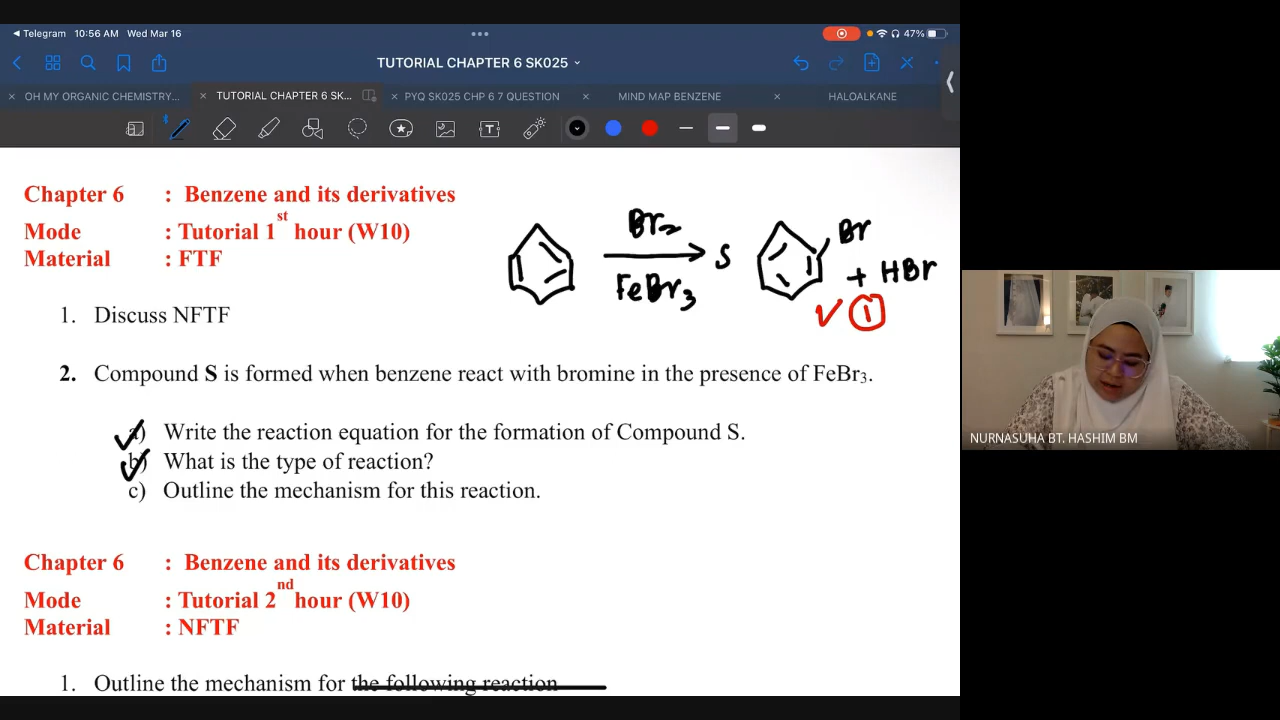 Telegram 10:56 AM Wed Mar 16
47%
TUTORIAL CHAPTER 6 SK025
OH MY ORGANIC CHEMISTRY...
TUTORIAL CHAPTER 6 SK...
PYQ SK025 CHP 6 7 QUESTION
MIND MAP BENZENE
HALOALKANE
Chapter 6 : Benzene and its derivatives
Mode : Tutorial 1st hour (W10)
Material : FTF
Br2
FeBr3
S
Br
+ HBr
1
1. Discuss NFTF
2. Compound S is formed when benzene react with bromine in the presence of FeBr3.
a) Write the reaction equation for the formation of Compound S.
b) What is the type of reaction?
c) Outline the mechanism for this reaction.
Chapter 6 : Benzene and its derivatives
Mode : Tutorial 2nd hour (W10)
Material : NFTF
1. Outline the mechanism for the following reaction
NURNASUHA BT. HASHIM BM